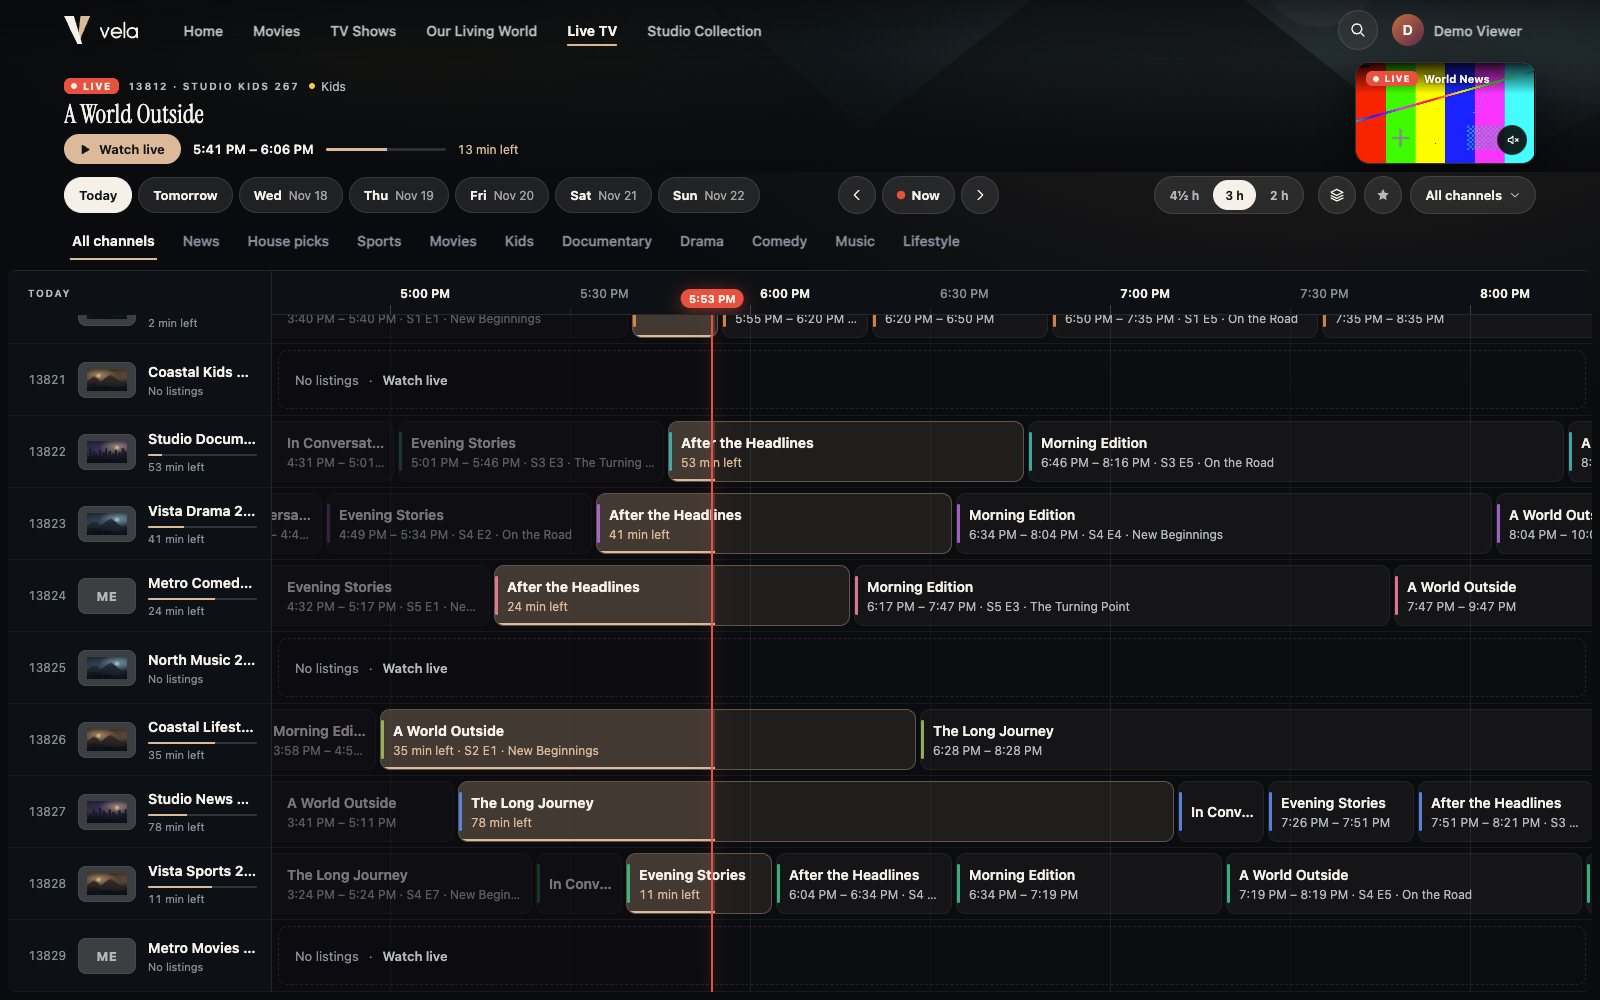 vela Home Movies TV Shows Our Living World Live TV Studio Collection D Demo Viewer
LIVE 13812 · STUDIO KIDS 267 Kids
LIVE World News
A World Outside
Watch live 5:41 PM – 6:06 PM 13 min left
Today Tomorrow Wed Nov 18 Thu Nov 19 Fri Nov 20 Sat Nov 21 Sun Nov 22 Now 4½ h 3 h 2 h All channels
All channels News House picks Sports Movies Kids Documentary Drama Comedy Music Lifestyle
TODAY 5:00 PM 5:30 PM 5:53 PM 6:00 PM 6:30 PM 7:00 PM 7:30 PM 8:00 PM
2 min left 3:40 PM – 5:40 PM · S1 E1 · New Beginnings 5:55 PM – 6:20 PM ... 6:20 PM – 6:50 PM 6:50 PM – 7:35 PM · S1 E5 · On the Road 7:35 PM – 8:35 PM
13821 Coastal Kids ... No listings · Watch live
No listings
13822 Studio Docum... In Conversat... Evening Stories After the Headlines Morning Edition A
53 min left 4:31 PM – 5:01... 5:01 PM – 5:46 PM · S3 E3 · The Turning ... 53 min left 6:46 PM – 8:16 PM · S3 E5 · On the Road 8:
13823 Vista Drama 2... ersa... Evening Stories After the Headlines Morning Edition A World Outs
41 min left – 4:4... 4:49 PM – 5:34 PM · S4 E2 · On the Road 41 min left 6:34 PM – 8:04 PM · S4 E4 · New Beginnings 8:04 PM – 10:0
13824 ME Metro Comed... Evening Stories After the Headlines Morning Edition A World Outside
24 min left 4:32 PM – 5:17 PM · S5 E1 · Ne... 24 min left 6:17 PM – 7:47 PM · S5 E3 · The Turning Point 7:47 PM – 9:47 PM
13825 North Music 2... No listings · Watch live
No listings
13826 Coastal Lifest... Morning Edi... A World Outside The Long Journey
35 min left 3:58 PM – 4:5... 35 min left · S2 E1 · New Beginnings 6:28 PM – 8:28 PM
13827 Studio News ... A World Outside The Long Journey In Conv... Evening Stories After the Headlines
78 min left 3:41 PM – 5:11 PM 78 min left 7:26 PM – 7:51 PM 7:51 PM – 8:21 PM · S3 ...
13828 Vista Sports 2... The Long Journey In Conv... Evening Stories After the Headlines Morning Edition A World Outside
11 min left 3:24 PM – 5:24 PM · S4 E7 · New Begin... 11 min left 6:04 PM – 6:34 PM · S4 ... 6:34 PM – 7:19 PM 7:19 PM – 8:19 PM · S4 E5 · On the Road
13829 ME Metro Movies ... No listings · Watch live
No listings